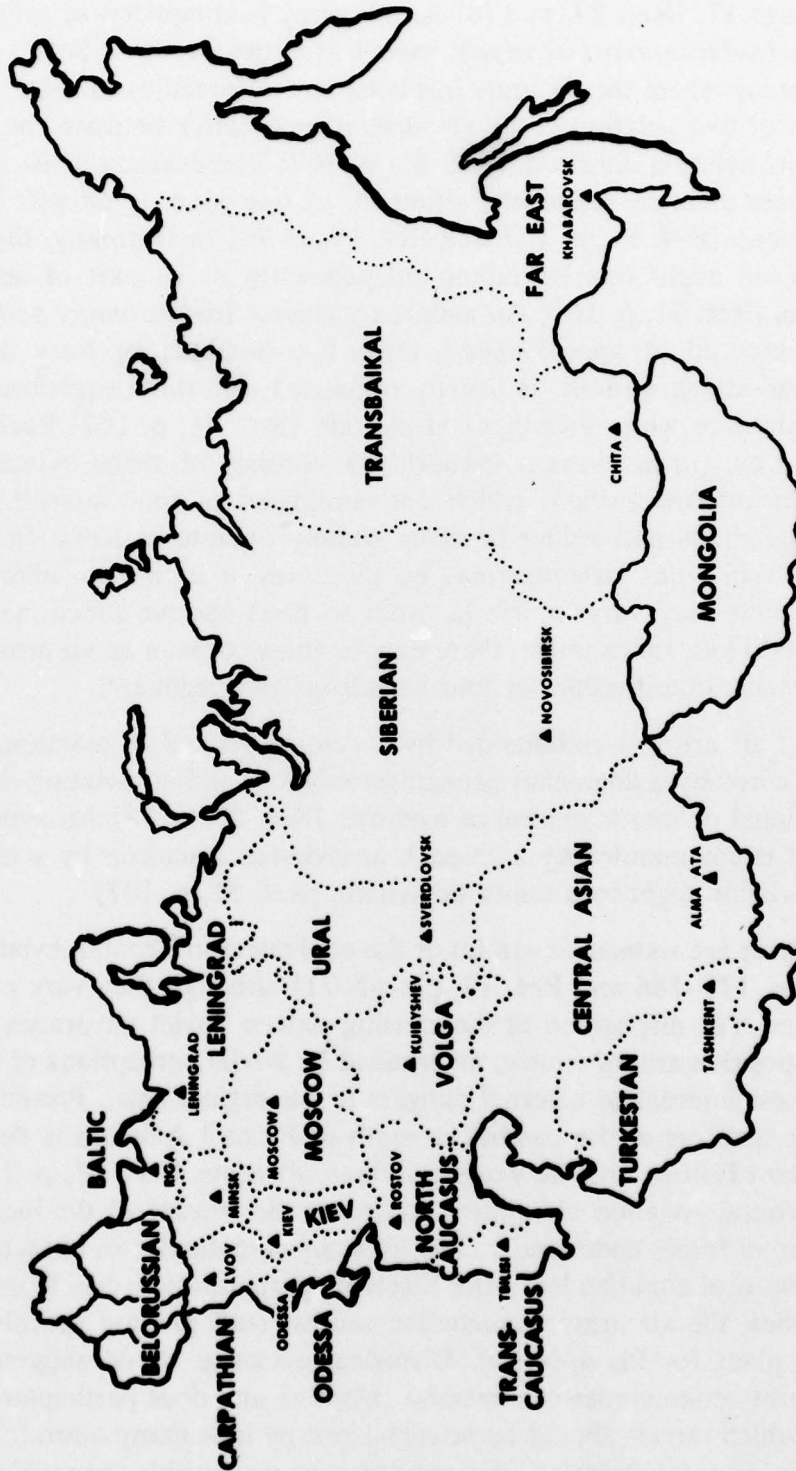 BALTIC
RIGA
BELORUSSIAN
MINSK
LENINGRAD
LENINGRAD
CARPITHIAN
LVOV
ODESSA
ODESSA
KIEV
KIEV
MOSCOW
MOSCOW
URAL
SVERDLOVSK
VOLGA
KUIBYSHEV
NORTH
CAUCASUS
ROSTOV
TRANS-
CAUCASUS
TBILISI
TURKESTAN
TASHKENT
CENTRAL ASIAN
ALMA ATA
SIBERIAN
NOVOSIBIRSK
TRANSBAIKAL
CHITA
MONGOLIA
FAR EAST
KHABAROVSK